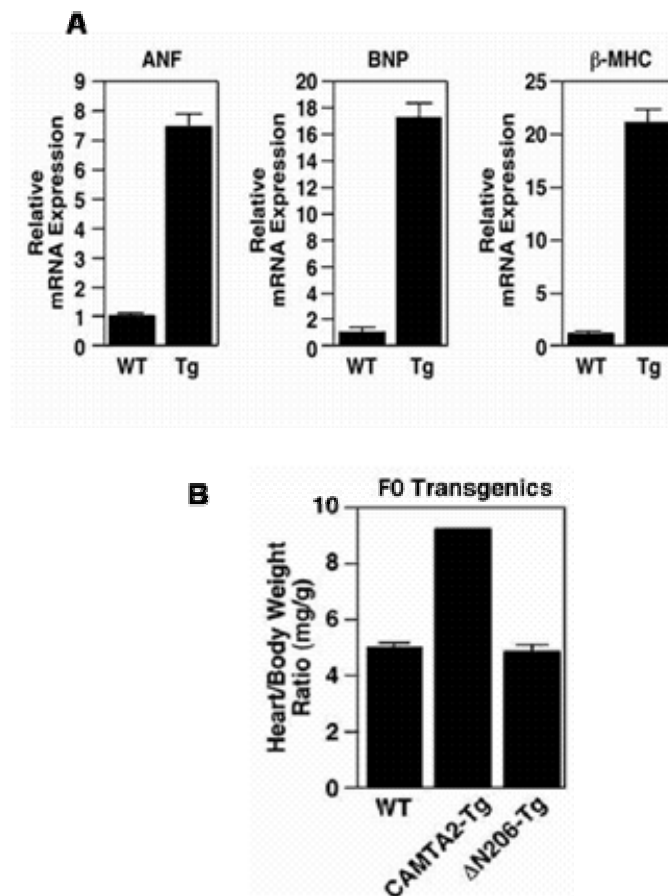 A
ANF
BNP
β-MHC
Relative
mRNA Expression
9
8
7
6
5
4
3
2
1
0
WT Tg
Relative
mRNA Expression
20
18
16
14
12
10
8
6
4
2
0
WT Tg
Relative
mRNA Expression
25
20
15
10
5
0
WT Tg
B
F0 Transgenics
Heart/Body Weight
Ratio (mg/g)
10
8
6
4
2
0
WT
CAMTA2-Tg
ΔN206-Tg